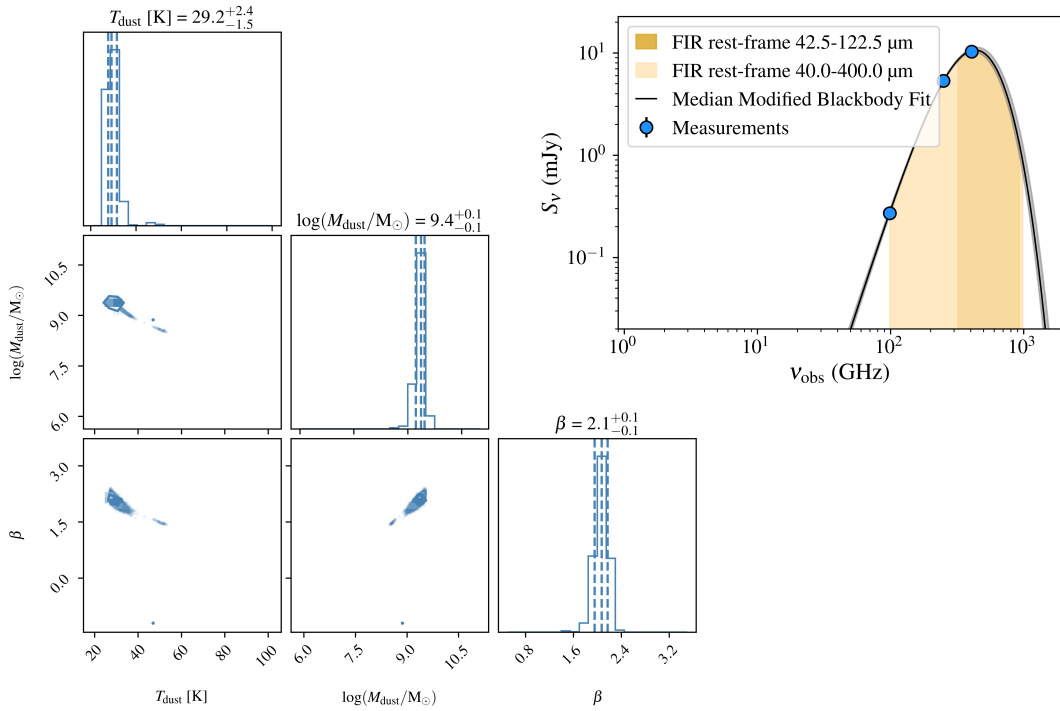 T_dust [K] = 29.2^{+2.4}_{-1.5}
FIR rest-frame 42.5-122.5 μm
FIR rest-frame 40.0-400.0 μm
Median Modified Blackbody Fit
Measurements
10^1
10^0
10^{-1}
S_ν (mJy)
10^0 10^1 10^2 10^3
ν_obs (GHz)
log(M_dust/M_⊙) = 9.4^{+0.1}_{-0.1}
10.5
9.0
7.5
6.0
log(M_dust/M_⊙)
β = 2.1^{+0.1}_{-0.1}
3.0
1.5
0.0
β
20 40 60 80 100
T_dust [K]
6.0 7.5 9.0 10.5
log(M_dust/M_⊙)
0.8 1.6 2.4 3.2
β